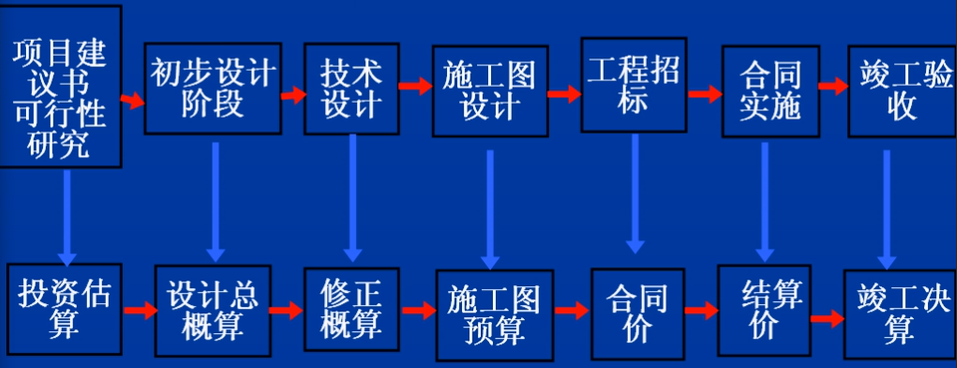 项目建
议书
可行性
研究
初步设计
阶段
技术
设计
施工图
设计
工程招
标
合同
实施
竣工验
收
投资估
算
设计总
概算
修正
概算
施工图
预算
合同
价
结算
价
竣工决
算